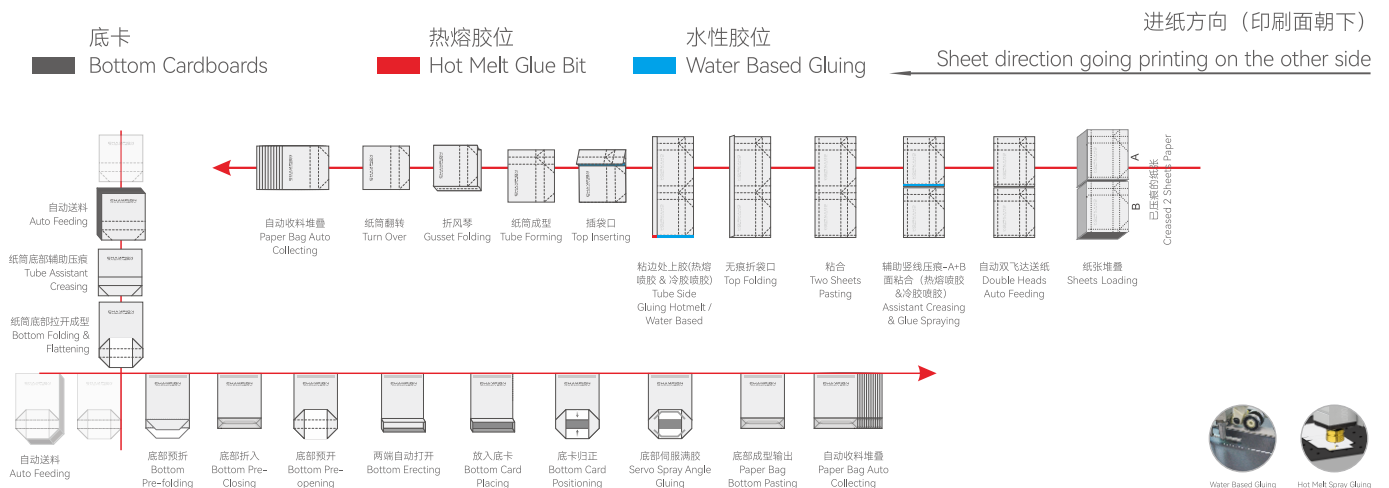 底卡
Bottom Cardboards
热熔胶位
Hot Melt Glue Bit
水性胶位
Water Based Gluing
进纸方向（印刷面朝下）
Sheet direction going printing on the other side
自动收料堆叠
Paper Bag Auto
Collecting
纸筒翻转
Turn Over
折风琴
Gusset Folding
纸筒成型
Tube Forming
插袋口
Top Inserting
粘边处上胶(热熔
喷胶 & 冷胶喷胶)
Tube Side
Gluing Hotmelt /
Water Based
无痕折袋口
Top Folding
粘合
Two Sheets
Pasting
辅助竖线压痕-A+B
面粘合（热熔喷胶
&冷胶喷胶）
Assistant Creasing
& Glue Spraying
自动双飞达送纸
Double Heads
Auto Feeding
纸张堆叠
Sheets Loading
A
B
已压痕的纸张
Creased 2 Sheets Paper
自动送料
Auto Feeding
纸筒底部辅助压痕
Tube Assistant
Creasing
纸筒底部拉开成型
Bottom Folding &
Flattening
自动送料
Auto Feeding
底部预折
Bottom
Pre-folding
底部折入
Bottom Pre-
Closing
底部预开
Bottom Pre-
opening
两端自动打开
Bottom Erecting
放入底卡
Bottom Card
Placing
底卡归正
Bottom Card
Positioning
底部伺服满胶
Servo Spray Angle
Gluing
底部成型输出
Paper Bag
Bottom Pasting
自动收料堆叠
Paper Bag Auto
Collecting
Water Based Gluing
Hot Melt Spray Gluing